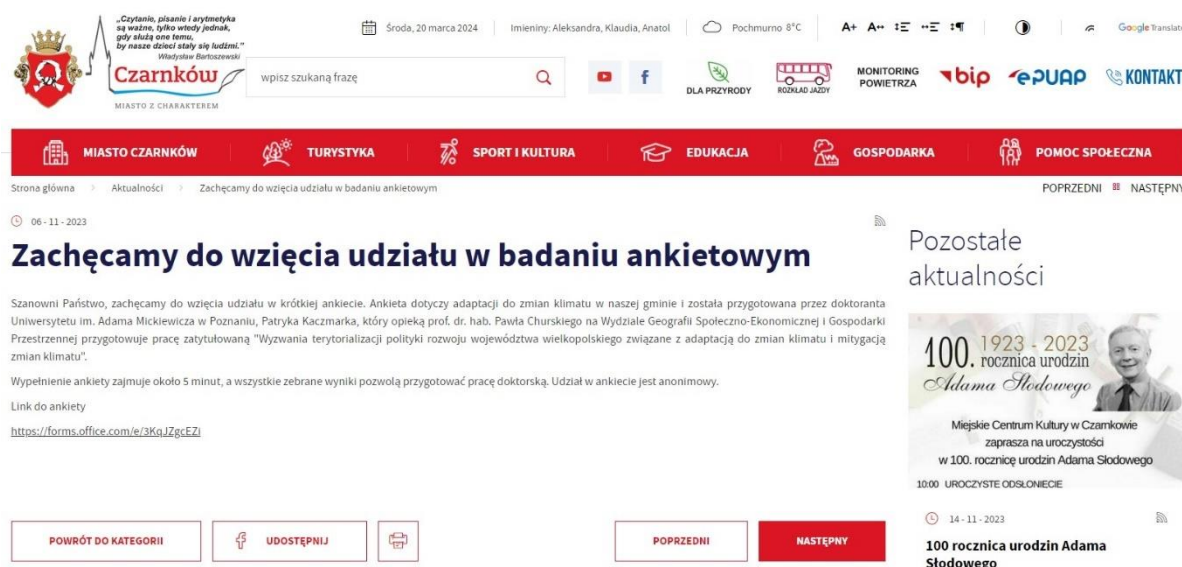 „Czytanie, pisanie i arytmetyka
są ważne, tylko wtedy jednak,
gdy służą one temu,
by nasze dzieci stały się ludźmi."
Władysław Bartoszewski
Czarnków
MIASTO Z CHARAKTEREM
Środa, 20 marca 2024
Imieniny: Aleksandra, Klaudia, Anatol
Pochmurno 8°C
A+
Google Translate
wpisz szukaną frazę
DLA PRZYRODY
ROZKŁAD JAZDY
MONITORING
POWIETRZA
bip
ePUAP
KONTAKT
MIASTO CZARNKÓW
TURYSTYKA
SPORT I KULTURA
EDUKACJA
GOSPODARKA
POMOC SPOŁECZNA
Strona główna > Aktualności > Zachęcamy do wzięcia udziału w badaniu ankietowym
POPRZEDNI NASTĘPNY
06 - 11 - 2023
Zachęcamy do wzięcia udziału w badaniu ankietowym
Szanowni Państwo, zachęcamy do wzięcia udziału w krótkiej ankiecie. Ankieta dotyczy adaptacji do zmian klimatu w naszej gminie i została przygotowana przez doktoranta
Uniwersytetu im. Adama Mickiewicza w Poznaniu, Patryka Kaczmarka, który opieką prof. dr. hab. Pawła Churskiego na Wydziale Geografii Społeczno-Ekonomicznej i Gospodarki
Przestrzennej przygotowuje pracę zatytułowaną "Wyzwania terytorializacji polityki rozwoju województwa wielkopolskiego związane z adaptacją do zmian klimatu i mitygacją
zmian klimatu".
Wypełnienie ankiety zajmuje około 5 minut, a wszystkie zebrane wyniki pozwolą przygotować pracę doktorską. Udział w ankiecie jest anonimowy.
Link do ankiety
https://forms.office.com/e/3KqJZgcEZi
POWRÓT DO KATEGORII
UDOSTĘPNIJ
POPRZEDNI
NASTĘPNY
Pozostałe
aktualności
1923 - 2023
100. rocznica urodzin
Adama Słodowego
Miejskie Centrum Kultury w Czarnkowie
zaprasza na uroczystości
w 100. rocznicę urodzin Adama Słodowego
10:00 UROCZYSTE ODSŁONIECIE
14 - 11 - 2023
100 rocznica urodzin Adama
Słodowego